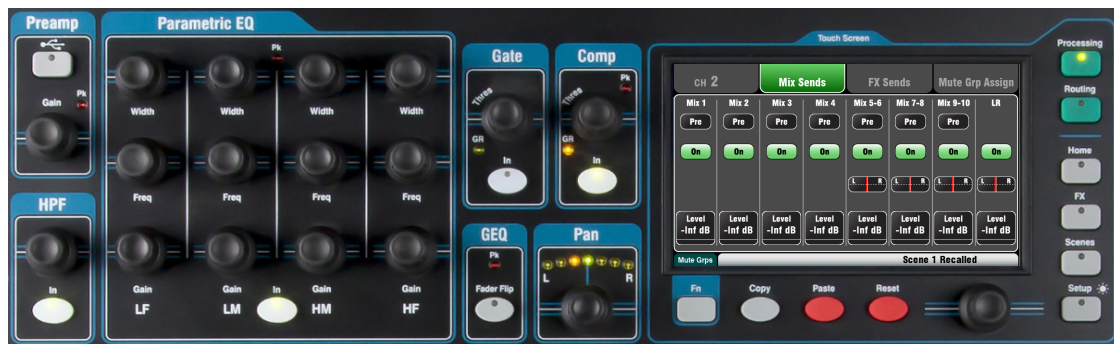 Preamp
Gain
Pk
HPF
In
Parametric EQ
Pk
Width
Width
Width
Width
Freq
Freq
Freq
Freq
Gain
Gain
In
Gain
Gain
LF
LM
HM
HF
Gate
Thres
GR
In
Comp
Pk
Thres
GR
In
GEQ
Pk
Fader Flip
Pan
L
R
Touch Screen
CH 2
Mix Sends
FX Sends
Mute Grp Assign
Mix 1 Mix 2 Mix 3 Mix 4 Mix 5-6 Mix 7-8 Mix 9-10 LR
Pre Pre Pre Pre Pre Pre Pre
On On On On On On On On
L R L R L R L R
Level Level Level Level Level Level Level Level
-Inf dB -Inf dB -Inf dB -Inf dB -Inf dB -Inf dB -Inf dB -Inf dB
Mute Grps
Scene 1 Recalled
Fn
Copy
Paste
Reset
Processing
Routing
Home
FX
Scenes
Setup